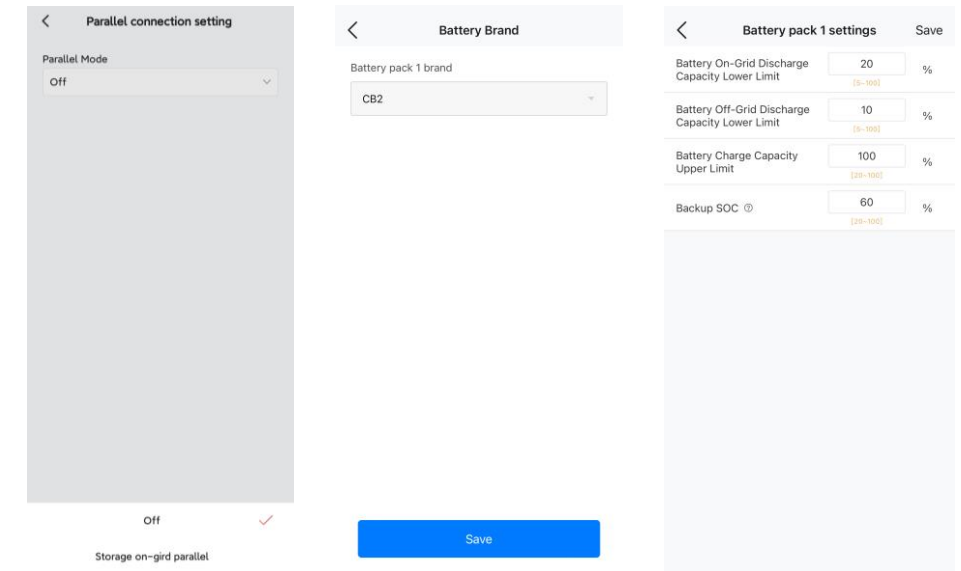 Parallel connection setting
Parallel Mode
Off
Off
Storage on-gird parallel
Battery Brand
Battery pack 1 brand
CB2
Save
Battery pack 1 settings Save
Battery On-Grid Discharge
Capacity Lower Limit
20
%
[5~100]
Battery Off-Grid Discharge
Capacity Lower Limit
10
%
[5~100]
Battery Charge Capacity
Upper Limit
100
%
[20~100]
Backup SOC
60
%
[20~100]